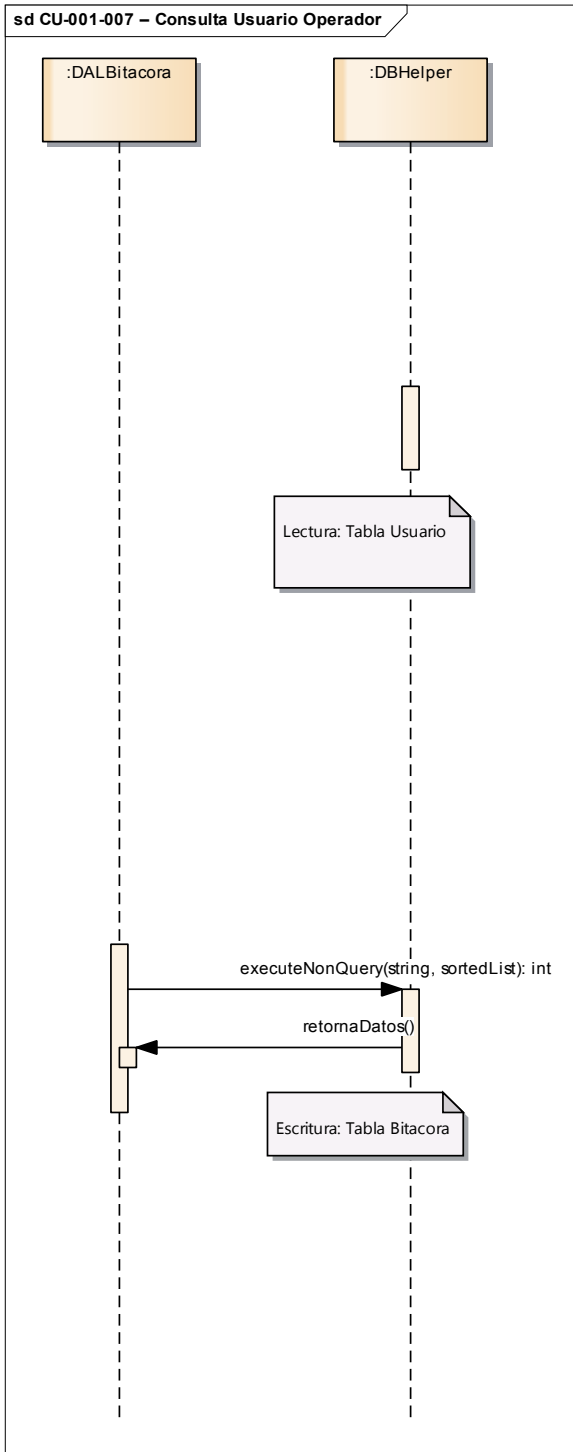 sd CU-001-007 – Consulta Usuario Operador
:DALBitacora
:DBHelper
Lectura: Tabla Usuario
executeNonQuery(string, sortedList): int
retornaDatos()
Escritura: Tabla Bitacora